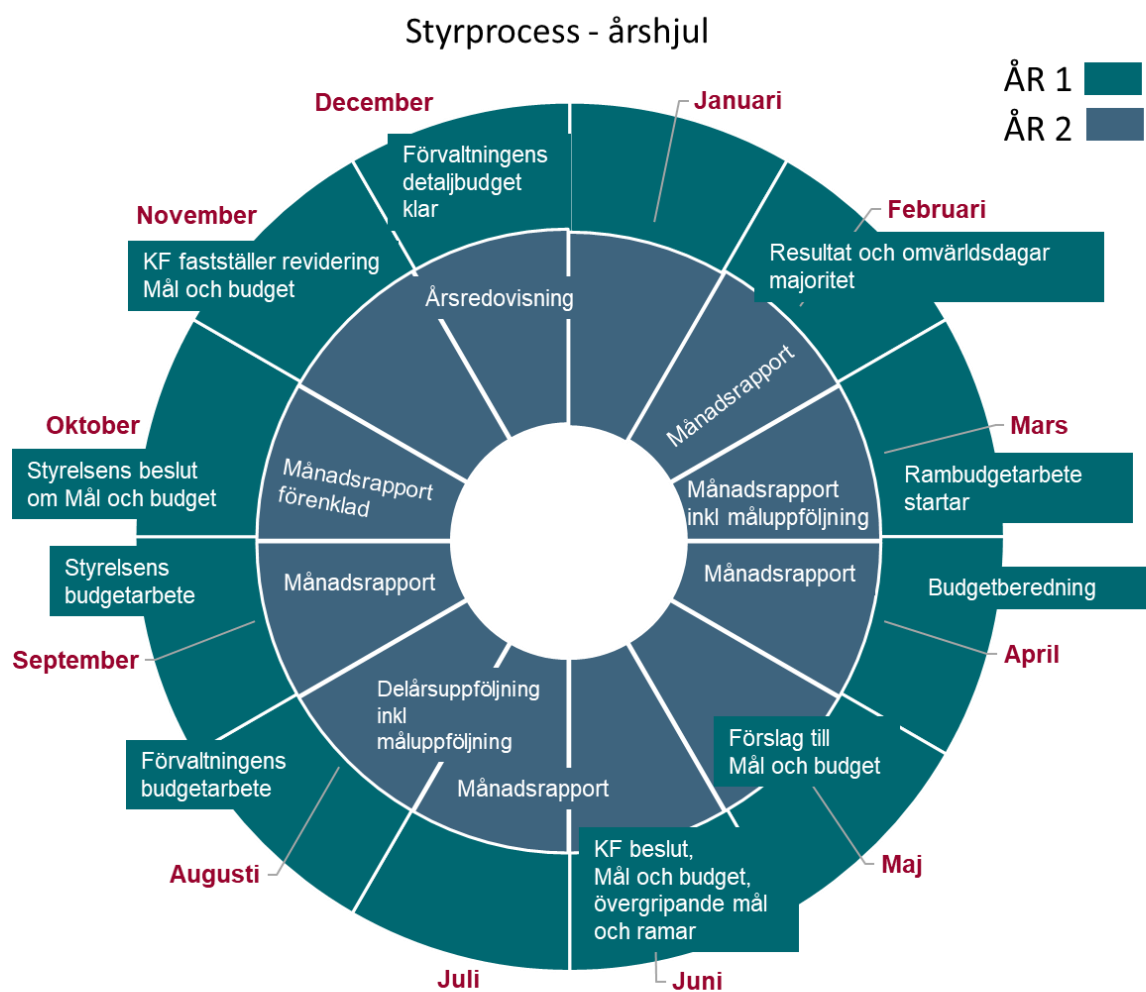 Styrprocess - årshjul
ÅR 1
ÅR 2
Januari
Februari
Resultat och omvärldsdagar
majoritet
Mars
Rambudgetarbete
startar
Budgetberedning
April
Förslag till
Mål och budget
Maj
KF beslut,
Mål och budget,
övergripande mål
och ramar
Juni
Juli
Augusti
Förvaltningens
budgetarbete
September
Styrelsens
budgetarbete
Oktober
Styrelsens beslut
om Mål och budget
November
KF fastställer revidering
Mål och budget
December
Förvaltningens
detaljbudget
klar
Årsredovisning
Månadsrapport
Månadsrapport
inkl måluppföljning
Månadsrapport
Månadsrapport
Delårsuppföljning
inkl
måluppföljning
Månadsrapport
Månadsrapport
förenklad